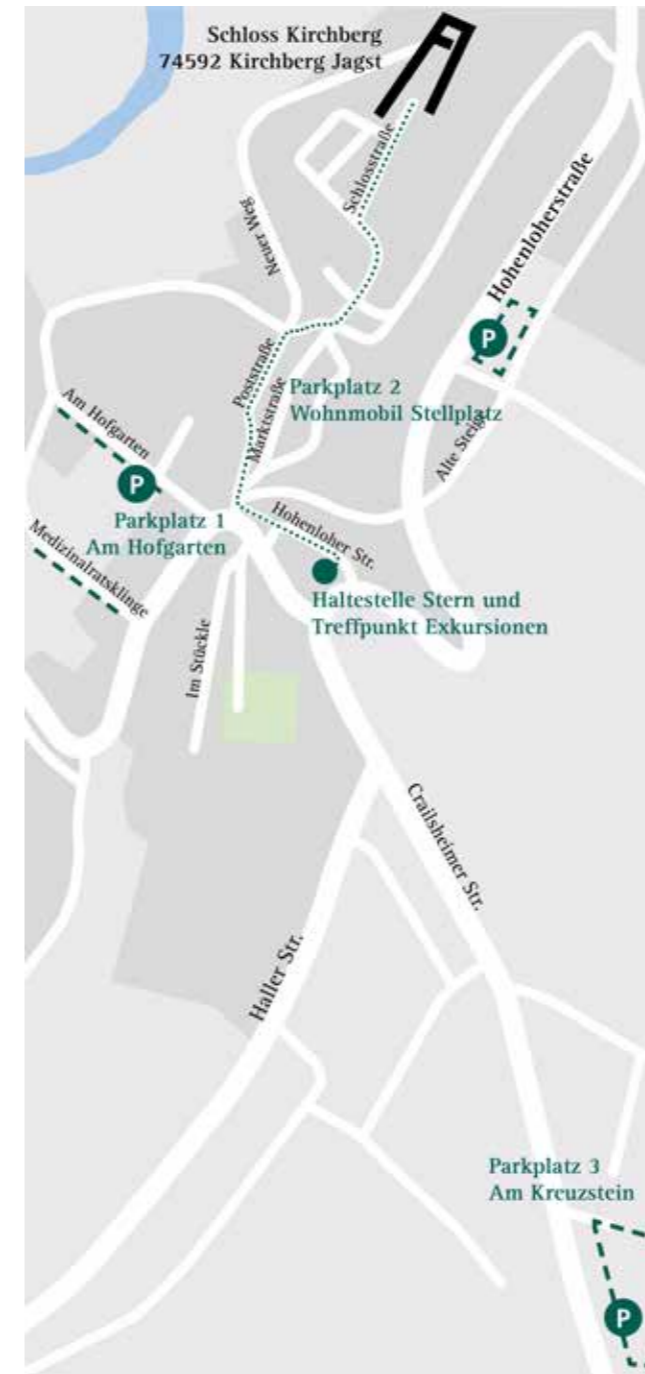 Schloss Kirchberg
74592 Kirchberg Jagst
Schlosstraße
Neuer Weg
Hohenloherstraße
P
Poststraße
Marktstraße
Parkplatz 2
Wohnmobil Stellplatz
Alte Steige
Am Hofgarten
P
Parkplatz 1
Am Hofgarten
Medizinalratsklinge
Hohenloher Str.
Haltestelle Stern und
Treffpunkt Exkursionen
Im Stückle
Crailsheimer Str.
Haller Str.
Parkplatz 3
Am Kreuzstein
P